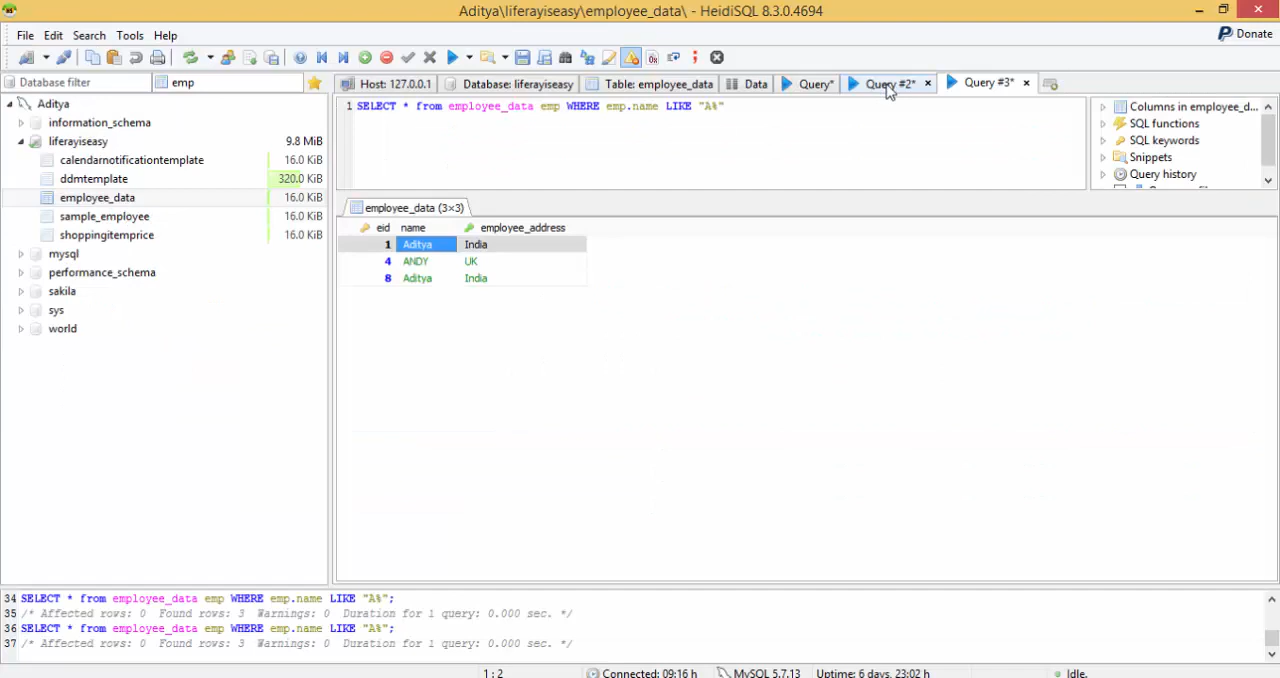 Aditya\liferayiseasy\employee_data\ - HeidiSQL 8.3.0.4694
File Edit Search Tools Help
Donate
Database filter emp
Host: 127.0.0.1 Database: liferayiseasy Table: employee_data Data Query* Query #2* Query #3*
Aditya
information_schema
liferayiseasy 9.8 MiB
calendarnotificationtemplate 16.0 KiB
ddmtemplate 320.0 KiB
employee_data 16.0 KiB
sample_employee 16.0 KiB
shoppingitemprice 16.0 KiB
mysql
performance_schema
sakila
sys
world
1 SELECT * from employee_data emp WHERE emp.name LIKE "A%"
Columns in employee_d...
SQL functions
SQL keywords
Snippets
Query history
employee_data (3×3)
eid name employee_address
1 Aditya India
4 ANDY UK
8 Aditya India
34 SELECT * from employee_data emp WHERE emp.name LIKE "A%";
35 /* Affected rows: 0 Found rows: 3 Warnings: 0 Duration for 1 query: 0.000 sec. */
36 SELECT * from employee_data emp WHERE emp.name LIKE "A%";
37 /* Affected rows: 0 Found rows: 3 Warnings: 0 Duration for 1 query: 0.000 sec. */
1 : 2 Connected: 09:16 h MySQL 5.7.13 Uptime: 6 days, 23:02 h Idle.